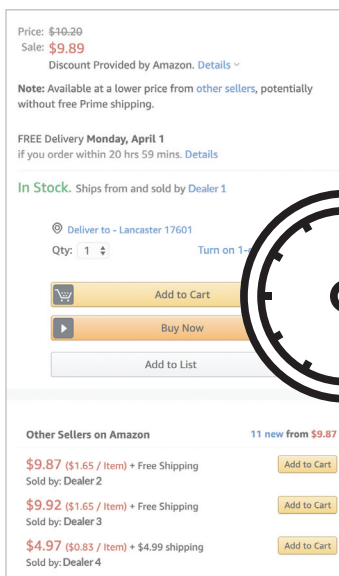 Price: $10.20
Sale: $9.89
Discount Provided by Amazon. Details
Note: Available at a lower price from other sellers, potentially
without free Prime shipping.
FREE Delivery Monday, April 1
if you order within 20 hrs 59 mins. Details
In Stock. Ships from and sold by Dealer 1
Deliver to - Lancaster 17601
Qty: 1 Turn on
Add to Cart
Buy Now
Add to List
Other Sellers on Amazon 11 new from $9.87
$9.87 ($1.65 / Item) + Free Shipping Add to Cart
Sold by: Dealer 2
$9.92 ($1.65 / Item) + Free Shipping Add to Cart
Sold by: Dealer 3
$4.97 ($0.83 / Item) + $4.99 shipping Add to Cart
Sold by: Dealer 4